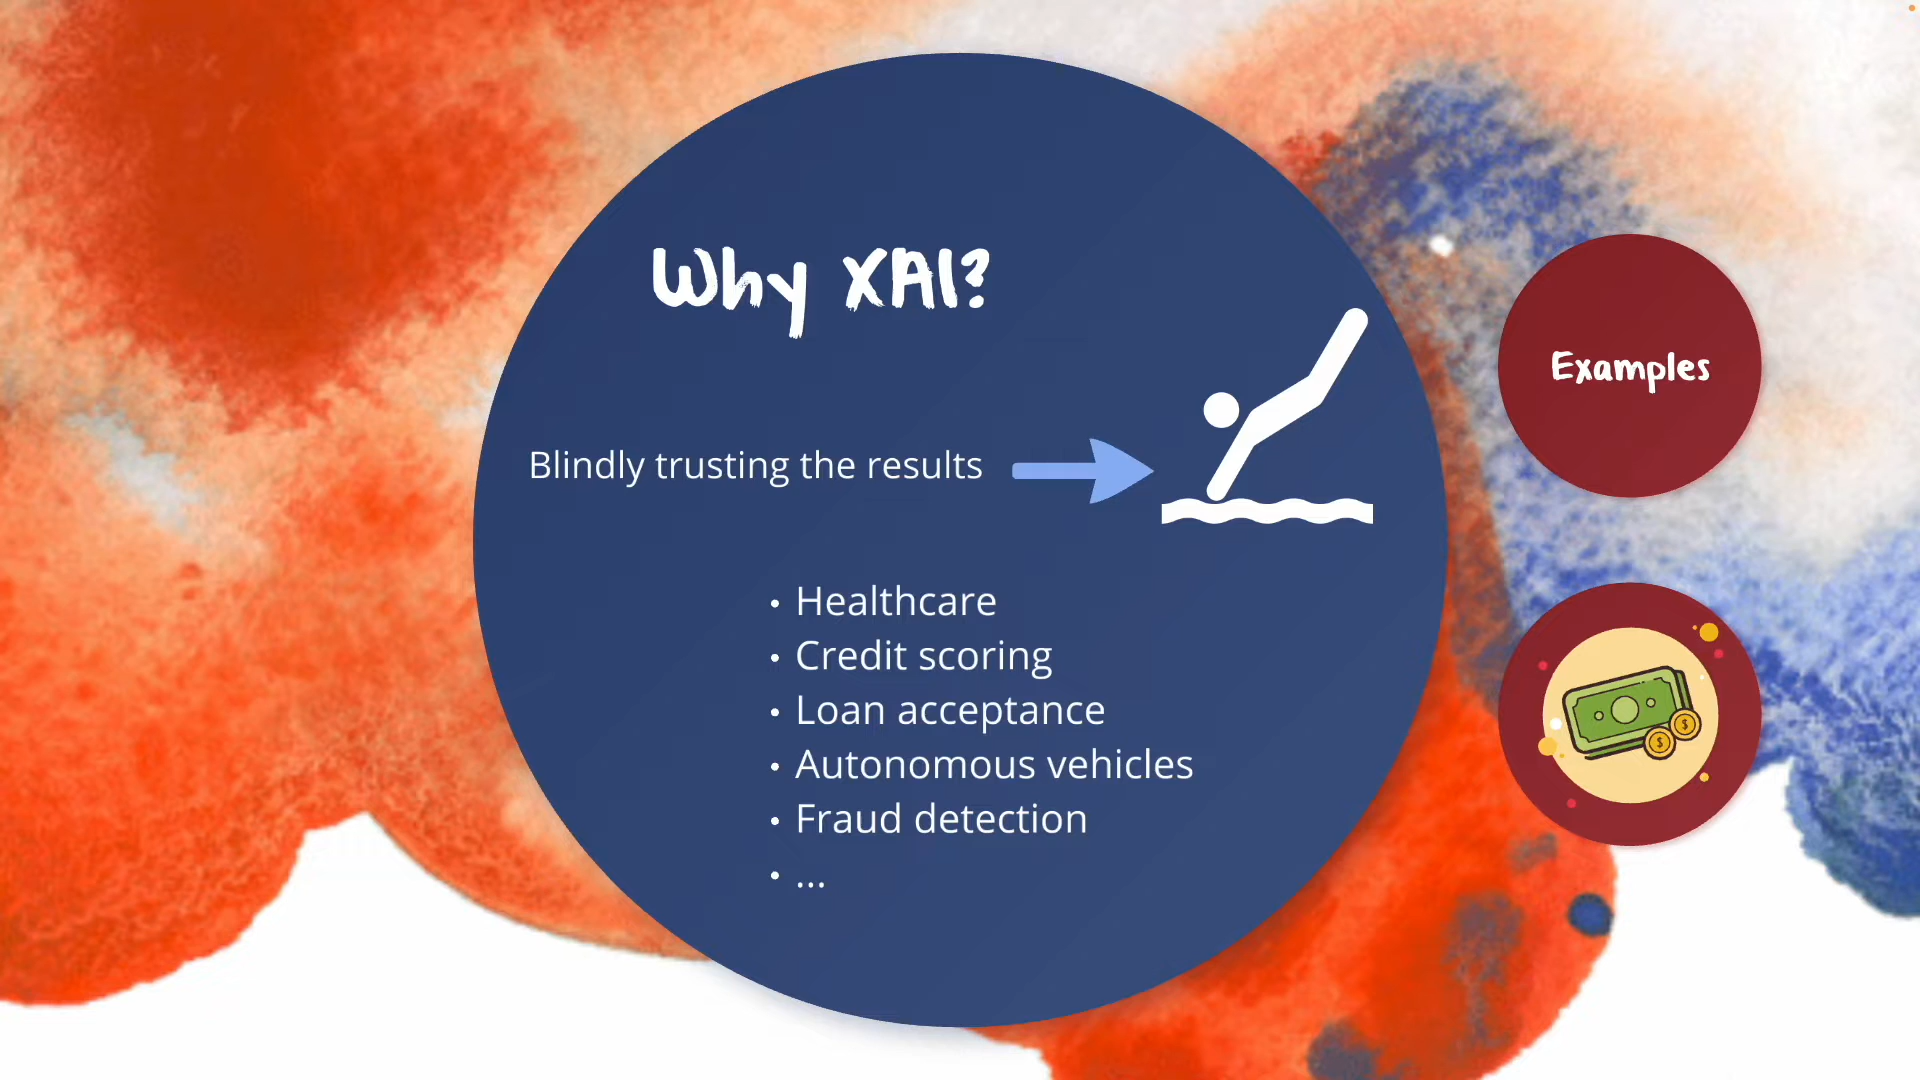 Why XAI?
Blindly trusting the results
• Healthcare
• Credit scoring
• Loan acceptance
• Autonomous vehicles
• Fraud detection
• ...
Examples
$
$